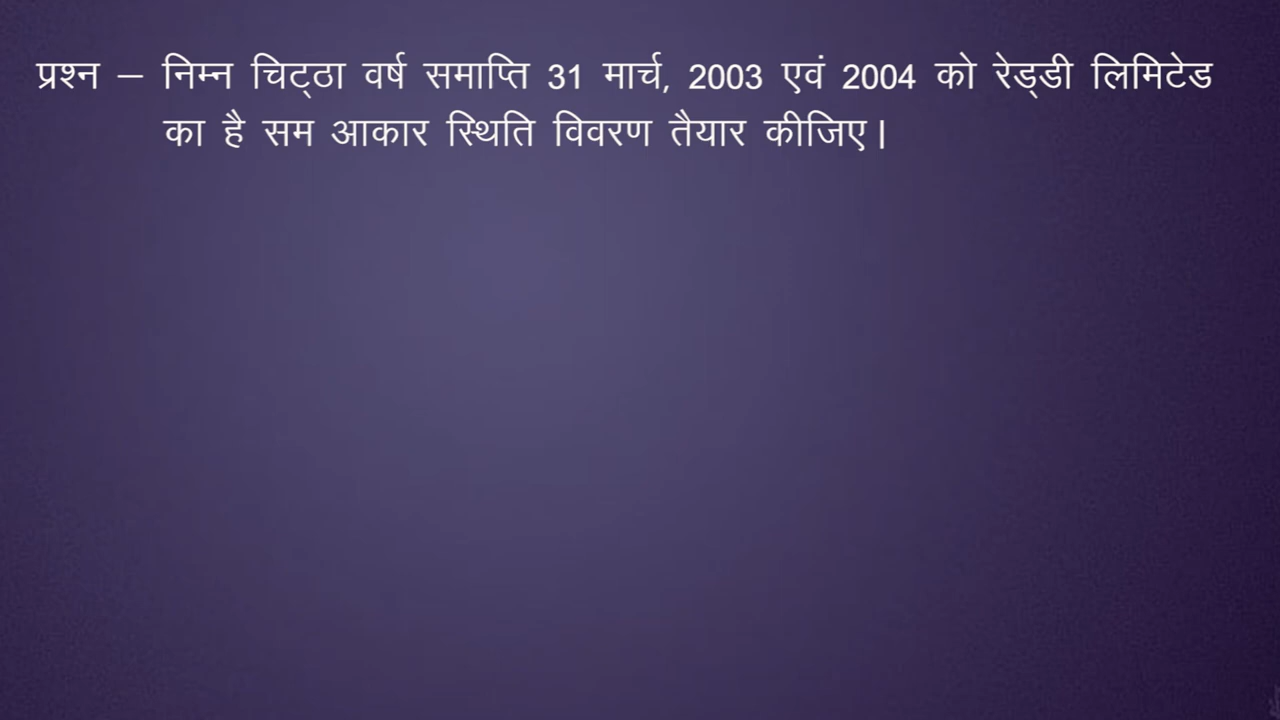 प्रश्न – निम्न चिट्ठा वर्ष समाप्ति 31 मार्च, 2003 एवं 2004 को रेड्डी लिमिटेड
का है सम आकार स्थिति विवरण तैयार कीजिए।